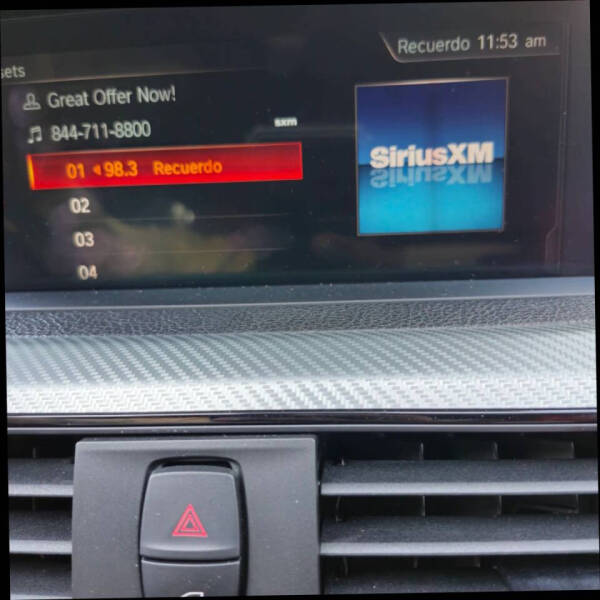 Recuerdo 11:53 am
sets
Great Offer Now!
844-711-8800
sxm
01 98.3 Recuerdo
02
03
04
SiriusXM